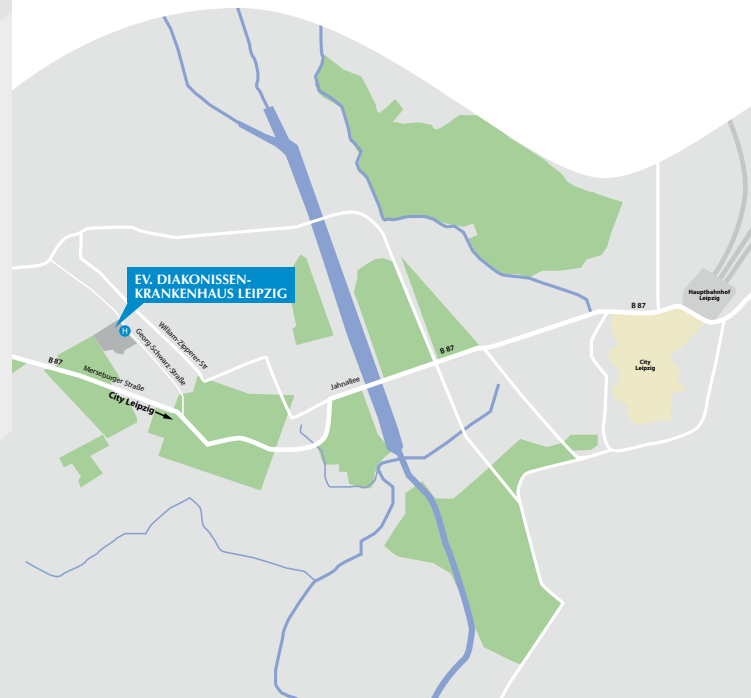 EV. DIAKONISSEN-
KRANKENHAUS LEIPZIG
H
William-Zipperer-Str
Georg-Schwarz-Straße
B 87
Merseburger Straße
City Leipzig
Jahnallee
B 87
B 87
Hauptbahnhof
Leipzig
City
Leipzig